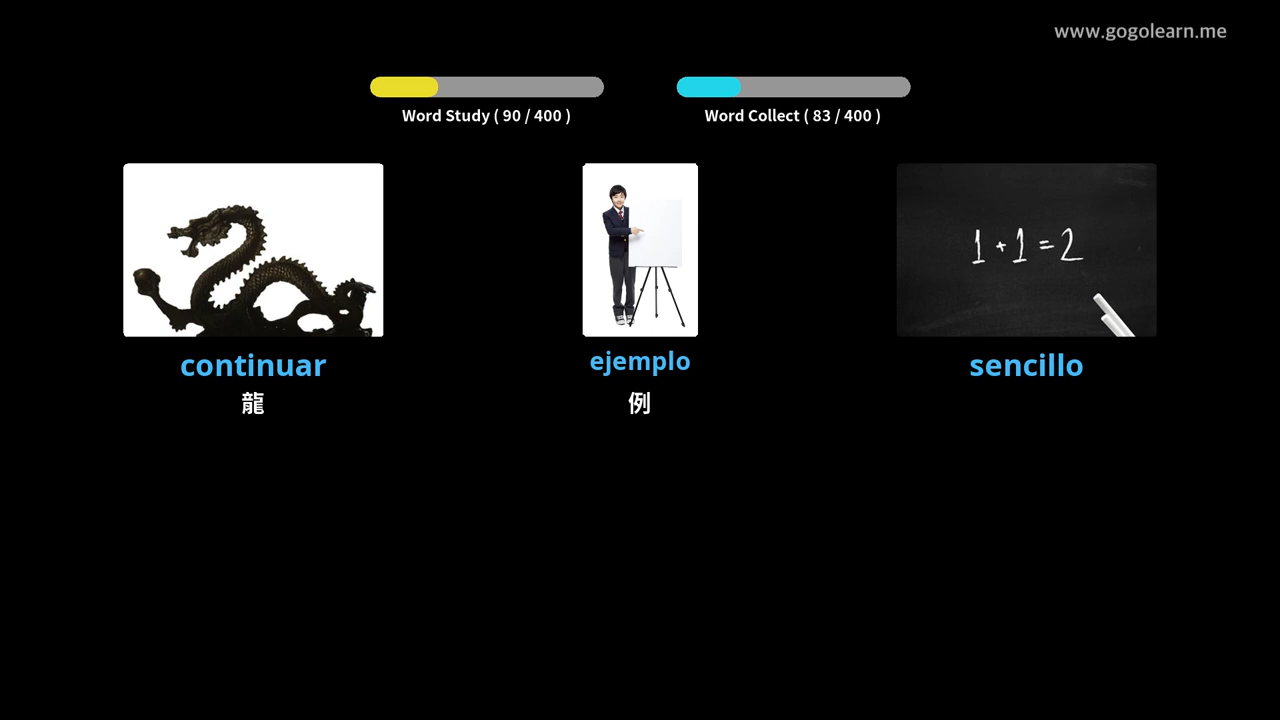 www.gogolearn.me
Word Study ( 90 / 400 )
Word Collect ( 83 / 400 )
1 + 1 = 2
continuar
ejemplo
sencillo
龍
例